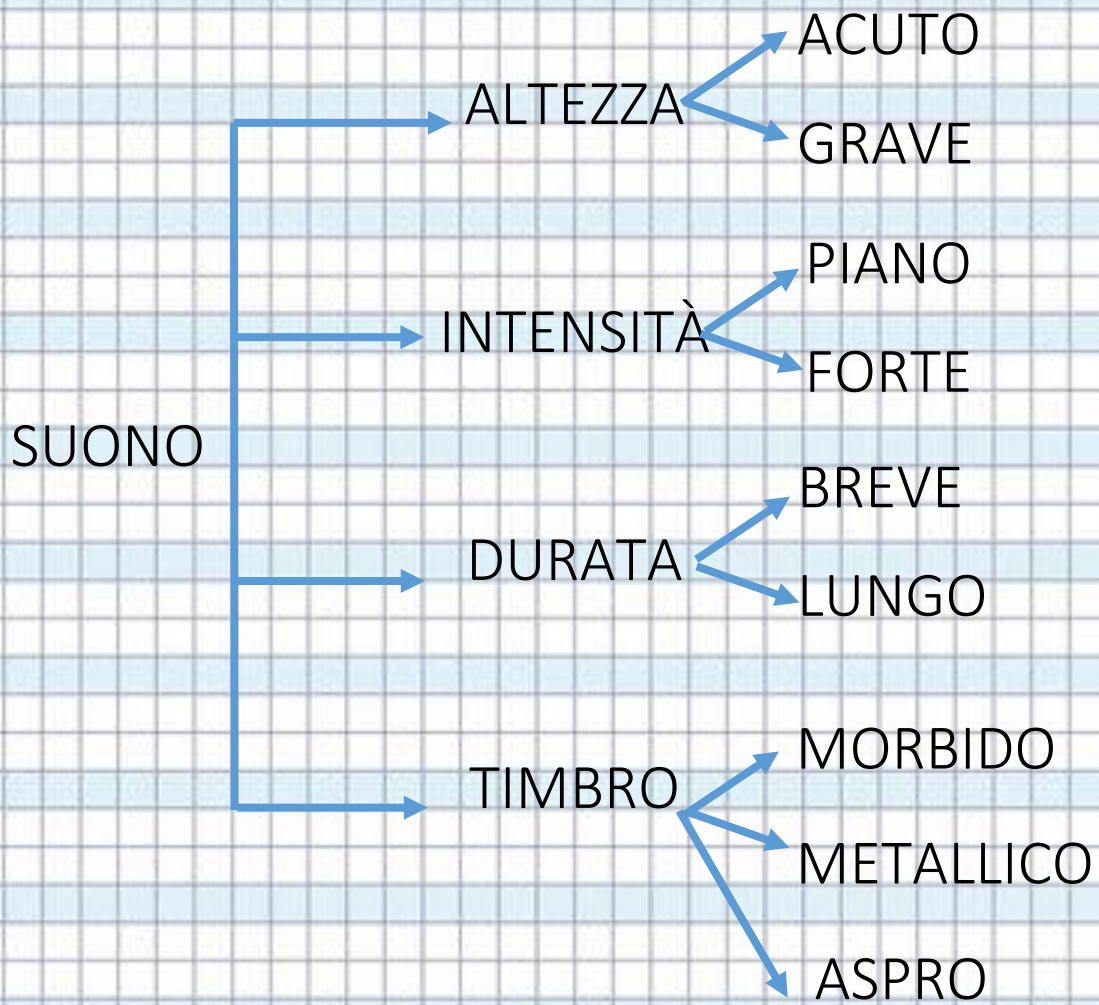 ACUTO
ALTEZZA
GRAVE
PIANO
INTENSITÀ
FORTE
SUONO
BREVE
DURATA
LUNGO
MORBIDO
TIMBRO
METALLICO
ASPRO